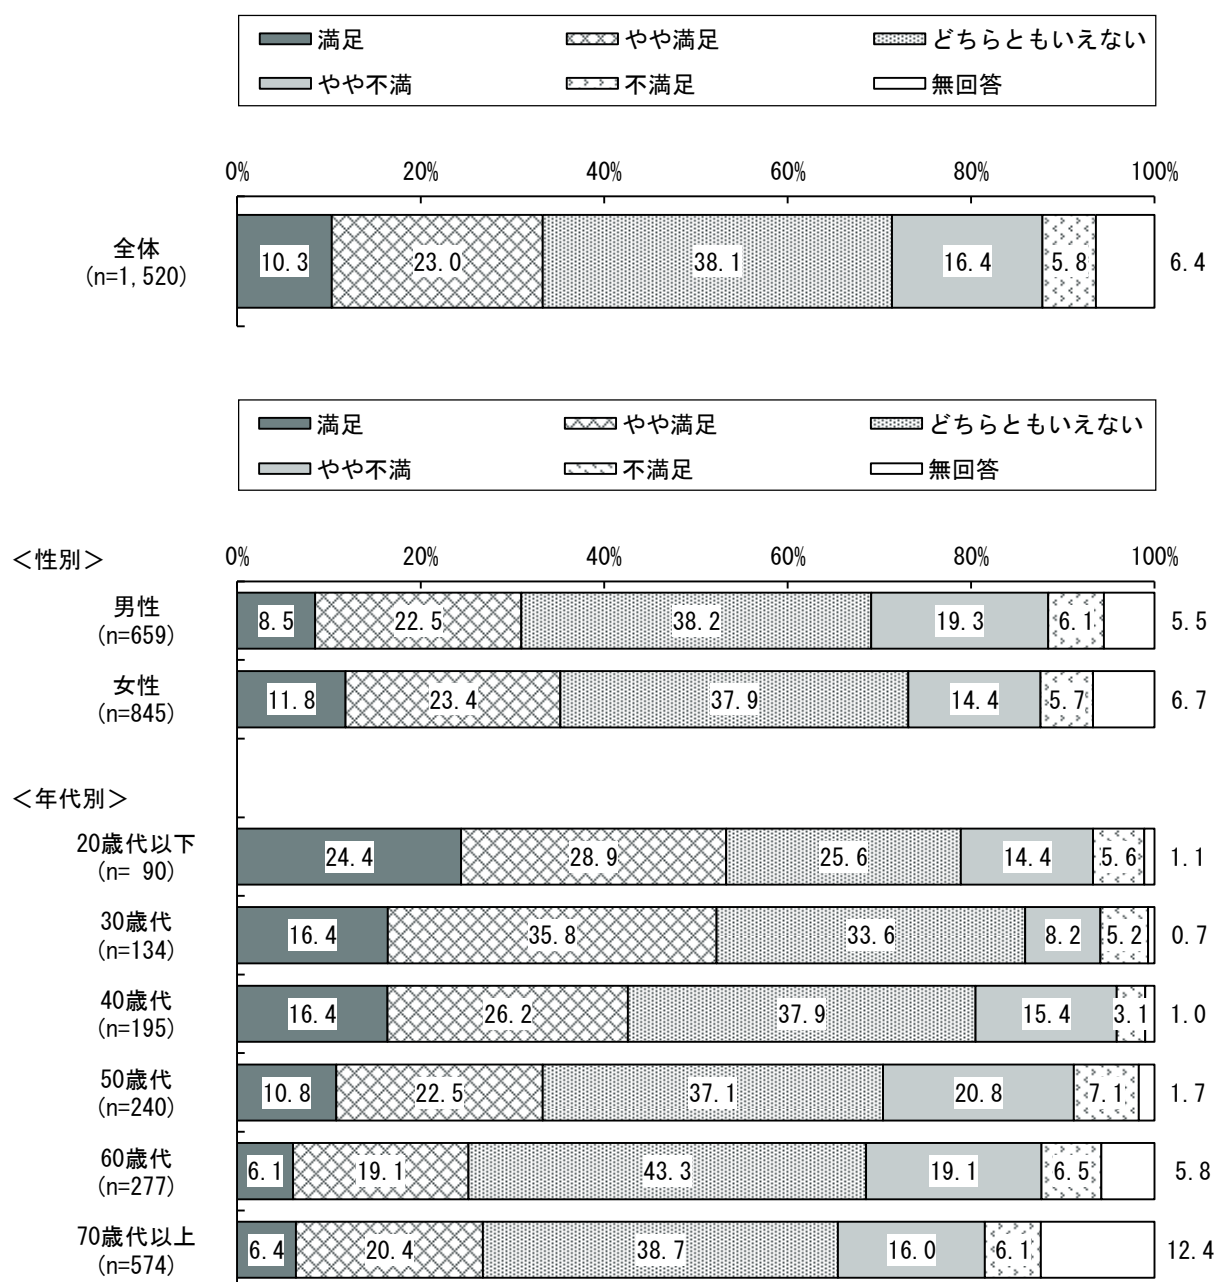 満足 やや満足 どちらともいえない
やや不満 不満足 無回答
0% 20% 40% 60% 80% 100%
全体
(n=1,520)
10.3 23.0 38.1 16.4 5.8 6.4
満足 やや満足 どちらともいえない
やや不満 不満足 無回答
＜性別＞
0% 20% 40% 60% 80% 100%
男性
(n=659)
8.5 22.5 38.2 19.3 6.1 5.5
女性
(n=845)
11.8 23.4 37.9 14.4 5.7 6.7
＜年代別＞
20歳代以下
(n= 90)
24.4 28.9 25.6 14.4 5.6 1.1
30歳代
(n=134)
16.4 35.8 33.6 8.2 5.2 0.7
40歳代
(n=195)
16.4 26.2 37.9 15.4 3.1 1.0
50歳代
(n=240)
10.8 22.5 37.1 20.8 7.1 1.7
60歳代
(n=277)
6.1 19.1 43.3 19.1 6.5 5.8
70歳代以上
(n=574)
6.4 20.4 38.7 16.0 6.1 12.4